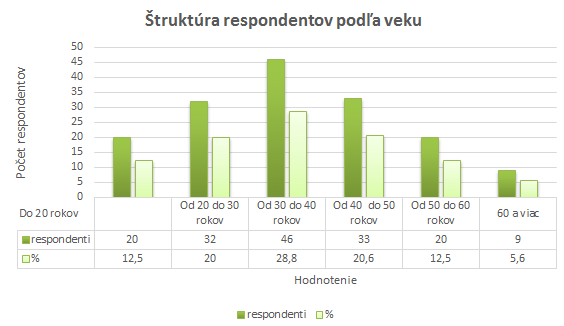 Štruktúra respondentov podľa veku
Počet respondentov
50
45
40
35
30
25
20
15
10
5
0
Do 20 rokov Od 20 do 30 rokov Od 30 do 40 rokov Od 40 do 50 rokov Od 50 do 60 rokov 60 a viac
respondenti 20 32 46 33 20 9
% 12,5 20 28,8 20,6 12,5 5,6
Hodnotenie
respondenti %